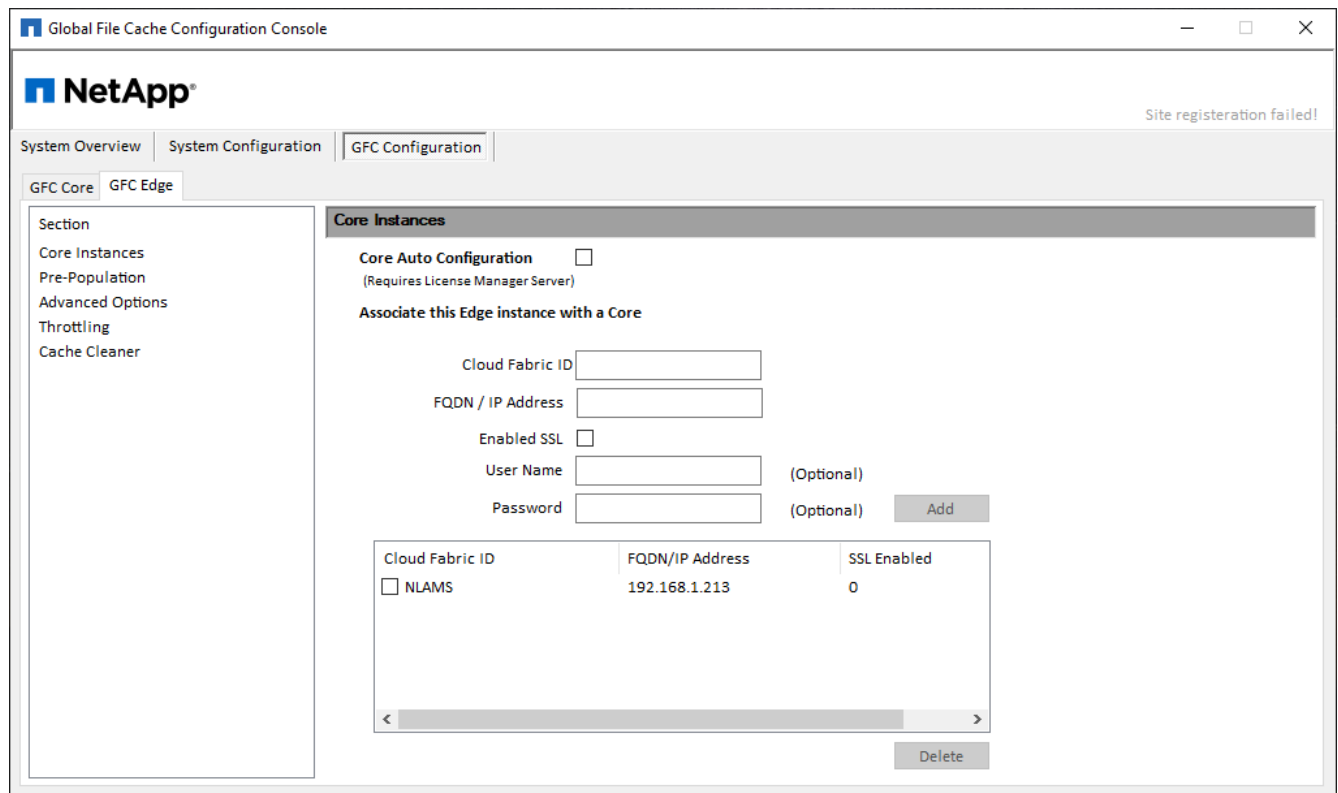 Global File Cache Configuration Console
NetApp®
Site registeration failed!
System Overview System Configuration GFC Configuration
GFC Core GFC Edge
Section
Core Instances
Pre-Population
Advanced Options
Throttling
Cache Cleaner
Core Instances
Core Auto Configuration
(Requires License Manager Server)
Associate this Edge instance with a Core
Cloud Fabric ID
FQDN / IP Address
Enabled SSL
User Name (Optional)
Password (Optional) Add
Cloud Fabric ID FQDN/IP Address SSL Enabled
NLAMS 192.168.1.213 0
Delete